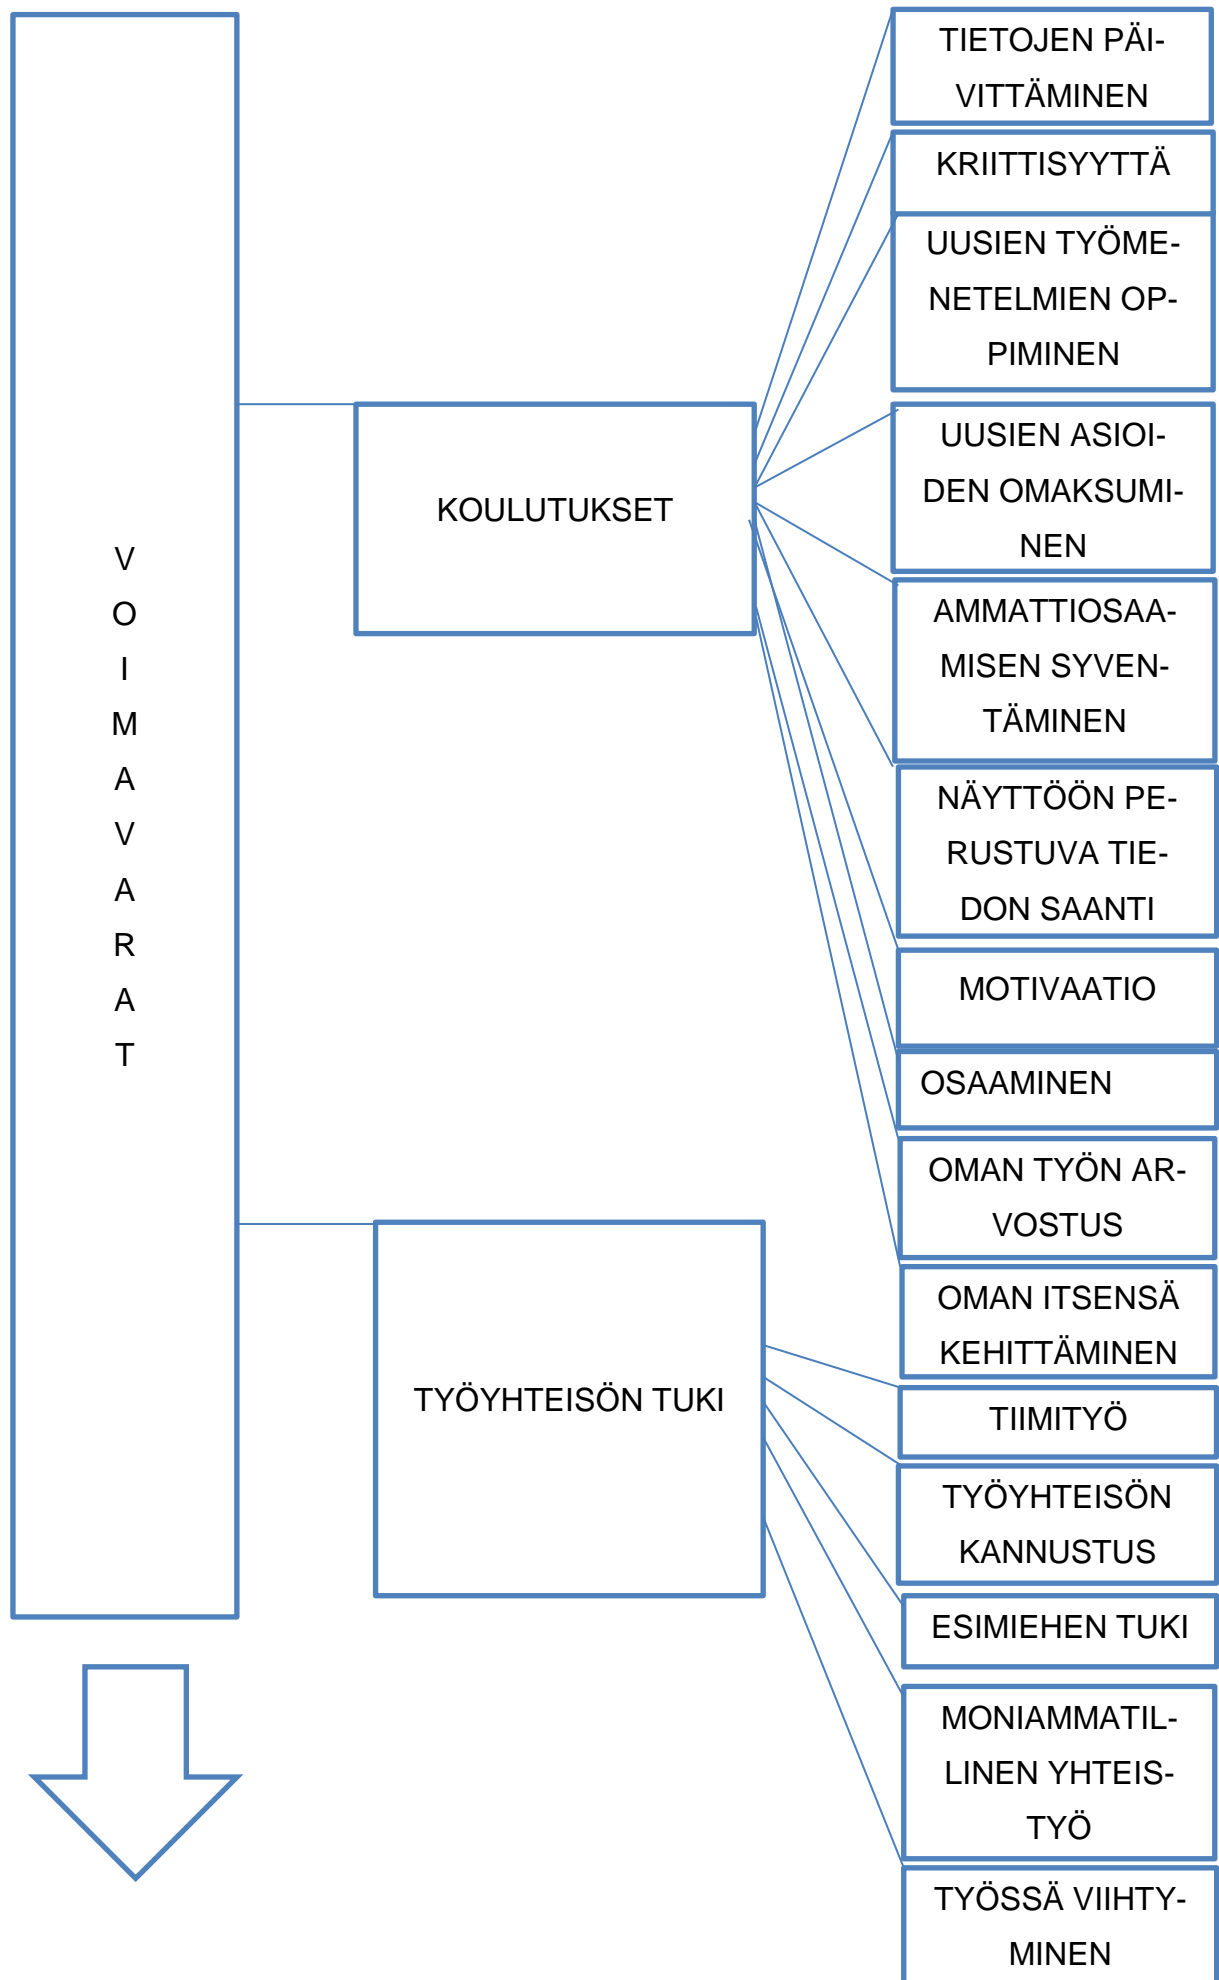 V
O
I
M
A
V
A
R
A
T
KOULUTUKSET
TIETOJEN PÄI-
VITTÄMINEN
KRIITTISYYTTÄ
UUSIEN TYÖME-
NETELMIEN OP-
PIMINEN
UUSIEN ASIOI-
DEN OMAKSUMI-
NEN
AMMATTIOSAA-
MISEN SYVEN-
TÄMINEN
NÄYTTÖÖN PE-
RUSTUVA TIE-
DON SAANTI
MOTIVAATIO
OSAAMINEN
OMAN TYÖN AR-
VOSTUS
OMAN ITSENSÄ
KEHITTÄMINEN
TYÖYHTEISÖN TUKI
TIIMITYÖ
TYÖYHTEISÖN
KANNUSTUS
ESIMIEHEN TUKI
MONIAMMATIL-
LINEN YHTEIS-
TYÖ
TYÖSSÄ VIIHTY-
MINEN